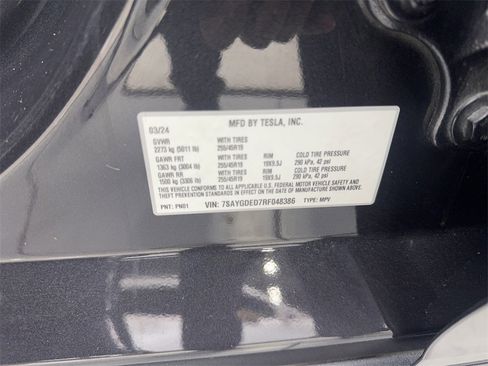 MFD BY TESLA, INC.
03/24
GVWR WITH TIRES
2273 kg (5011 lb) 255/45R19
GAWR FRT WITH TIRES RIM COLD TIRE PRESSURE
1363 kg (3004 lb) 255/45R19 19X9.5J 290 kPa, 42 psi
GAWR RR WITH TIRES RIM COLD TIRE PRESSURE
1500 kg (3306 lb) 255/45R19 19X9.5J 290 kPa, 42 psi
THIS VEHICLE CONFORMS TO ALL APPLICABLE U.S. FEDERAL MOTOR VEHICLE SAFETY AND
THEFT PREVENTION STANDARDS IN EFFECT ON THE DATE OF MANUFACTURE SHOWN ABOVE.
PNT: PN01 VIN: 7SAYGDED7RF048386 TYPE: MPV